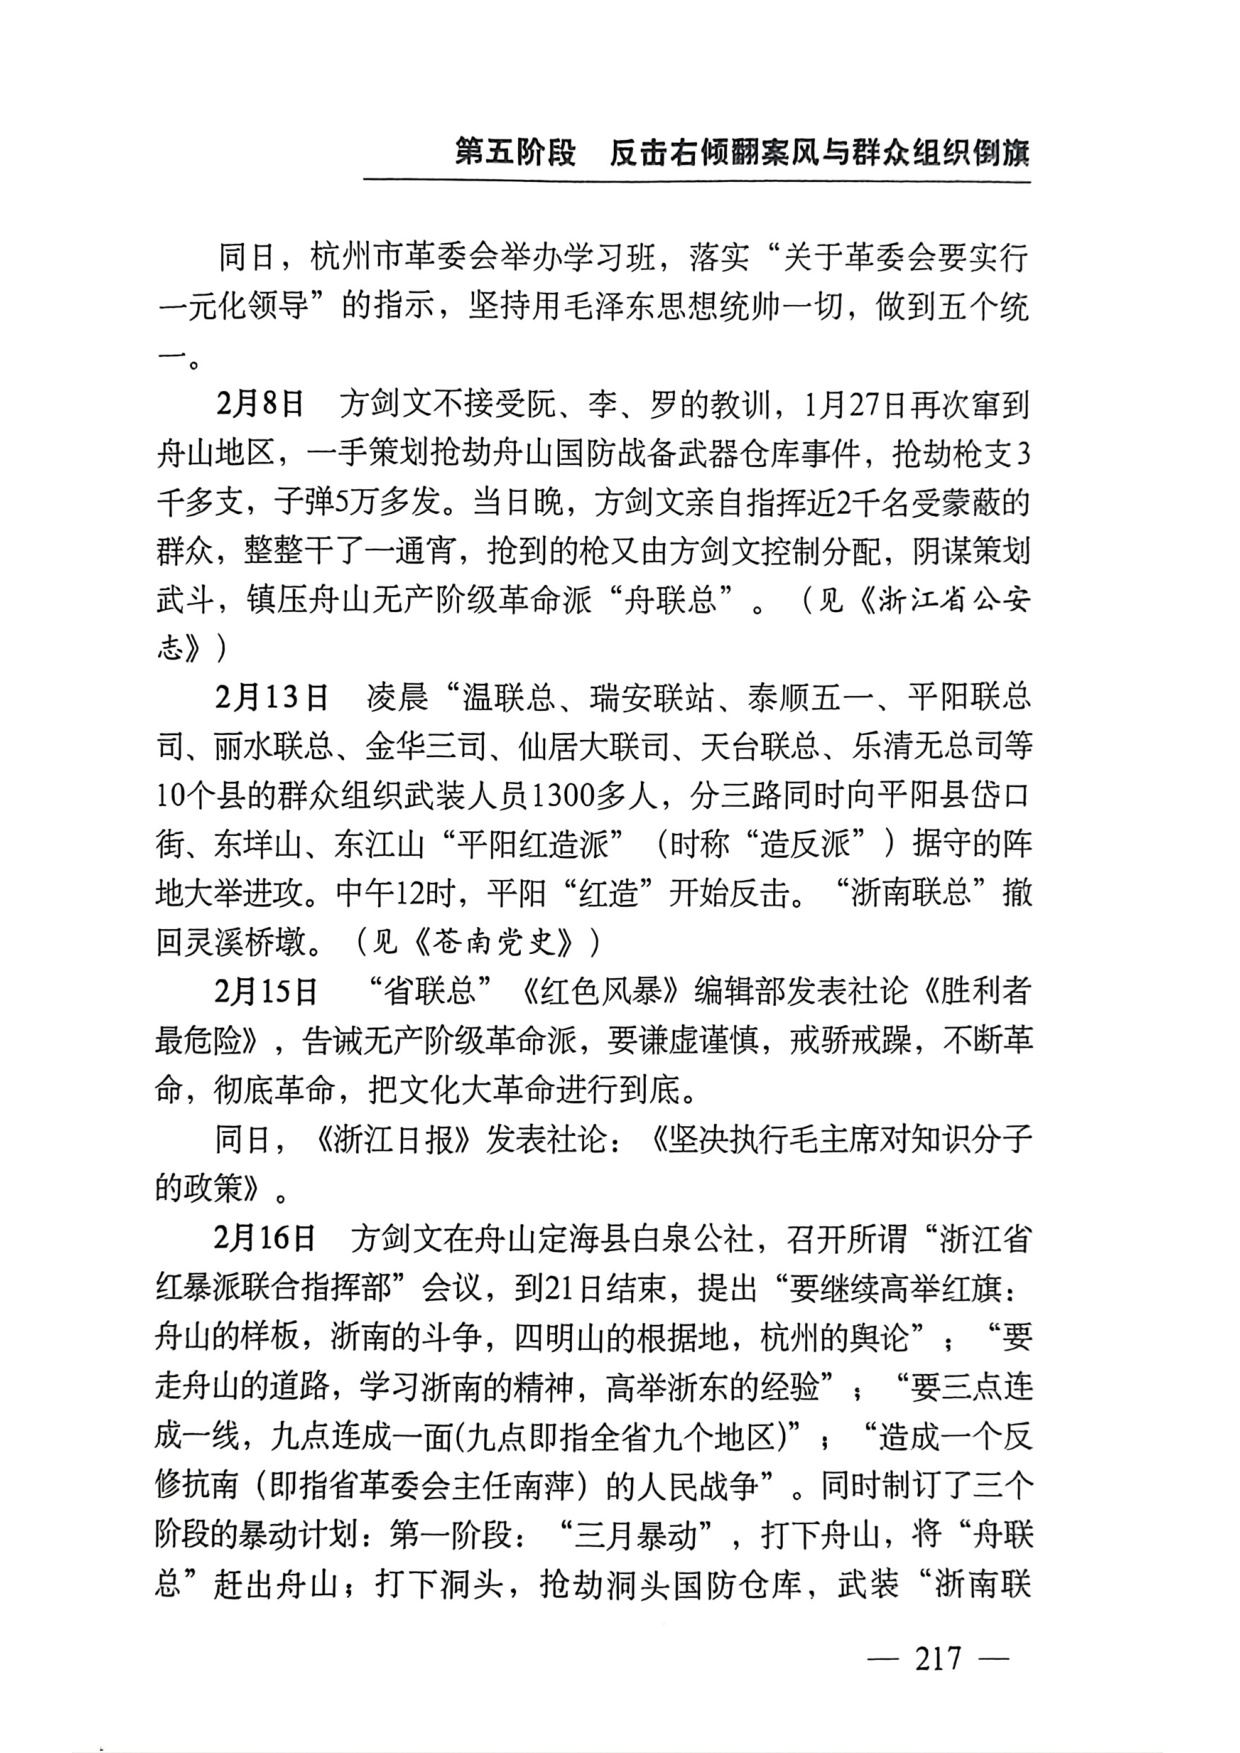 第五阶段　反击右倾翻案风与群众组织倒旗
同日，杭州市革委会举办学习班，落实“关于革委会要实行
一元化领导”的指示，坚持用毛泽东思想统帅一切，做到五个统
一。
2月8日　方剑文不接受阮、李、罗的教训，1月27日再次窜到
舟山地区，一手策划抢劫舟山国防战备武器仓库事件，抢劫枪支3
千多支，子弹5万多发。当日晚，方剑文亲自指挥近2千名受蒙蔽的
群众，整整干了一通宵，抢到的枪又由方剑文控制分配，阴谋策划
武斗，镇压舟山无产阶级革命派“舟联总”。（见《浙江省公安
志》）
2月13日　凌晨“温联总、瑞安联站、泰顺五一、平阳联总
司、丽水联总、金华三司、仙居大联司、天台联总、乐清无总司等
10个县的群众组织武装人员1300多人，分三路同时向平阳县岱口
街、东垟山、东江山“平阳红造派”（时称“造反派”）据守的阵
地大举进攻。中午12时，平阳“红造”开始反击。“浙南联总”撤
回灵溪桥墩。（见《苍南党史》）
2月15日　“省联总”《红色风暴》编辑部发表社论《胜利者
最危险》，告诫无产阶级革命派，要谦虚谨慎，戒骄戒躁，不断革
命，彻底革命，把文化大革命进行到底。
同日，《浙江日报》发表社论：《坚决执行毛主席对知识分子
的政策》。
2月16日　方剑文在舟山定海县白泉公社，召开所谓“浙江省
红暴派联合指挥部”会议，到21日结束，提出“要继续高举红旗：
舟山的样板，浙南的斗争，四明山的根据地，杭州的舆论”；“要
走舟山的道路，学习浙南的精神，高举浙东的经验”；“要三点连
成一线，九点连成一面(九点即指全省九个地区)”；“造成一个反
修抗南（即指省革委会主任南萍）的人民战争”。同时制订了三个
阶段的暴动计划：第一阶段：“三月暴动”，打下舟山，将“舟联
总”赶出舟山；打下洞头，抢劫洞头国防仓库，武装“浙南联
— 217 —